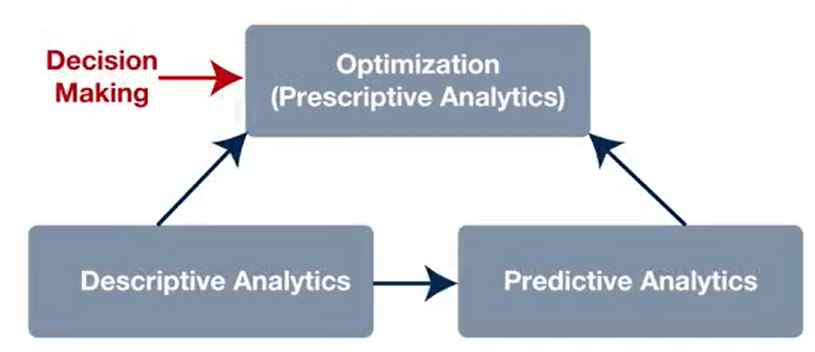 Decision
Making
Optimization
(Prescriptive Analytics)
Descriptive Analytics
Predictive Analytics